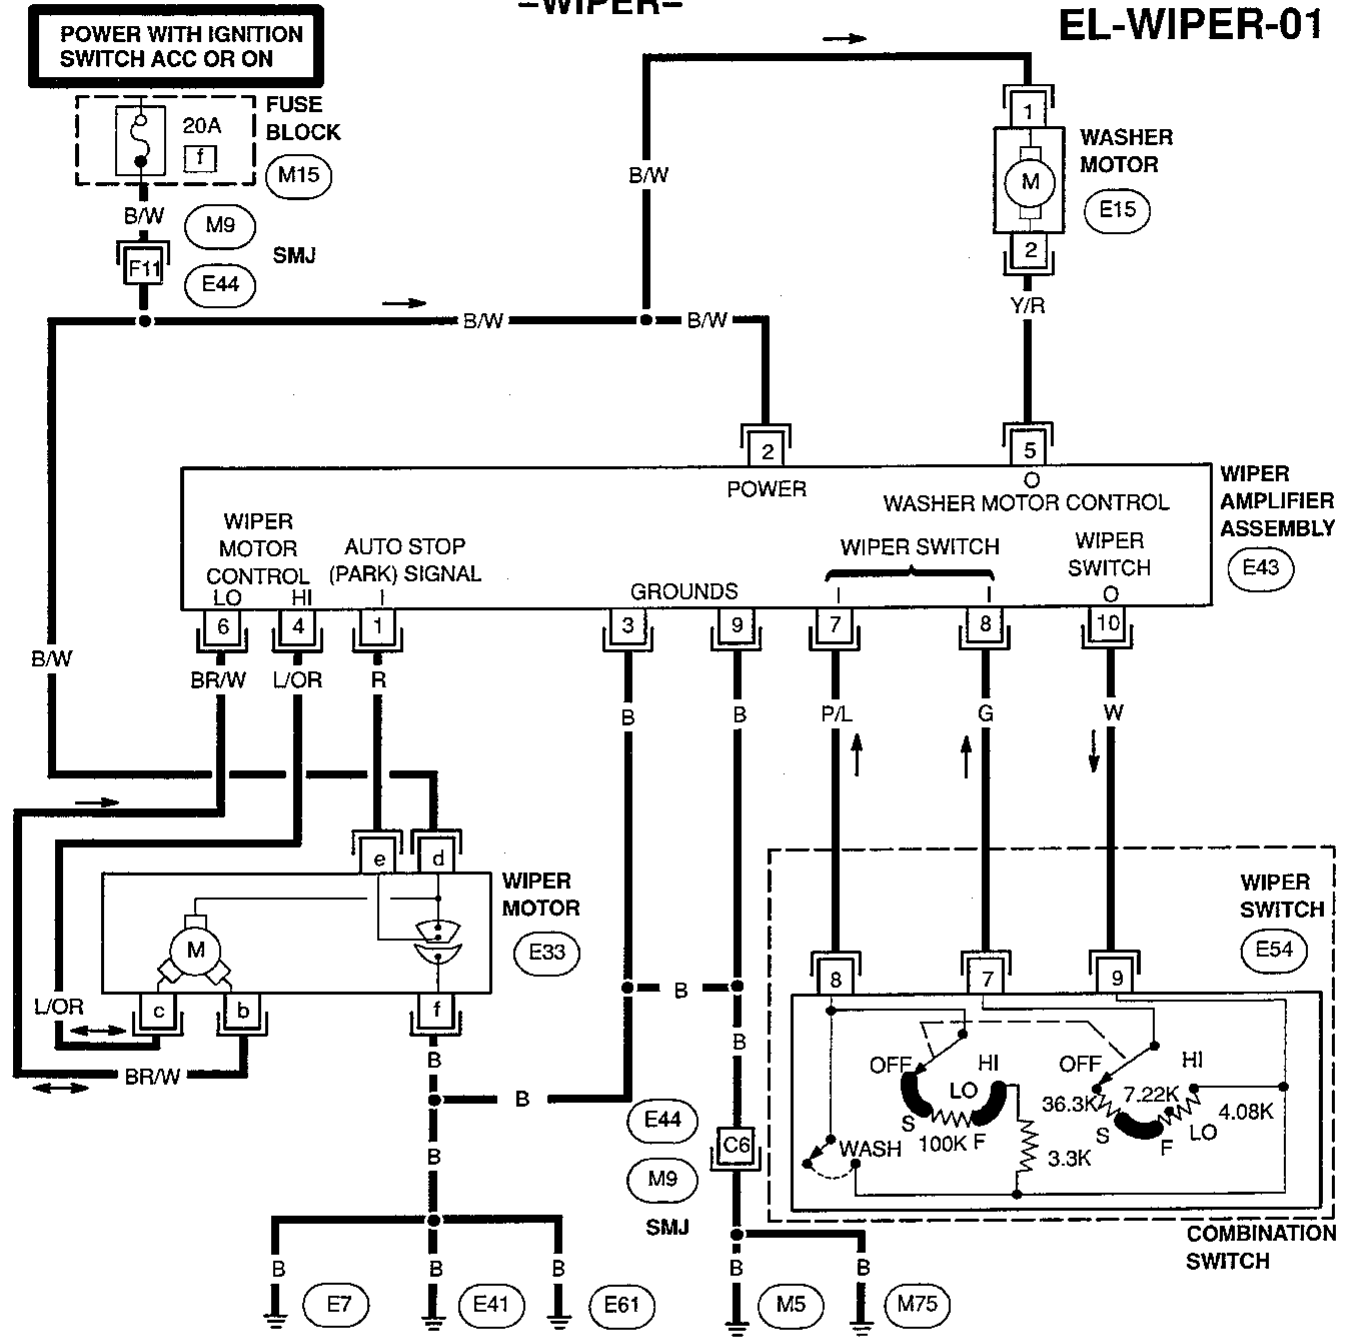 –WIPER–
EL-WIPER-01
POWER WITH IGNITION
SWITCH ACC OR ON
FUSE
BLOCK
20A
f
M15
B/W
M9
SMJ
F11
E44
B/W
B/W
B/W
1
WASHER
MOTOR
M
E15
2
Y/R
2
5
POWER
O
WASHER MOTOR CONTROL
WIPER
AMPLIFIER
ASSEMBLY
E43
WIPER
MOTOR
CONTROL
LO
HI
AUTO STOP
(PARK) SIGNAL
I
GROUNDS
WIPER SWITCH
I
I
WIPER
SWITCH
O
6
4
1
3
9
7
8
10
B/W
BR/W
L/OR
R
B
B
P/L
G
W
e
d
WIPER
MOTOR
E33
M
c
b
f
L/OR
BR/W
B
B
B
B
B
E44
C6
M9
SMJ
WIPER
SWITCH
E54
8
7
9
OFF
HI
LO
S
100K
F
WASH
3.3K
OFF
HI
36.3K
7.22K
4.08K
S
F
LO
COMBINATION
SWITCH
B
B
B
B
B
E7
E41
E61
M5
M75